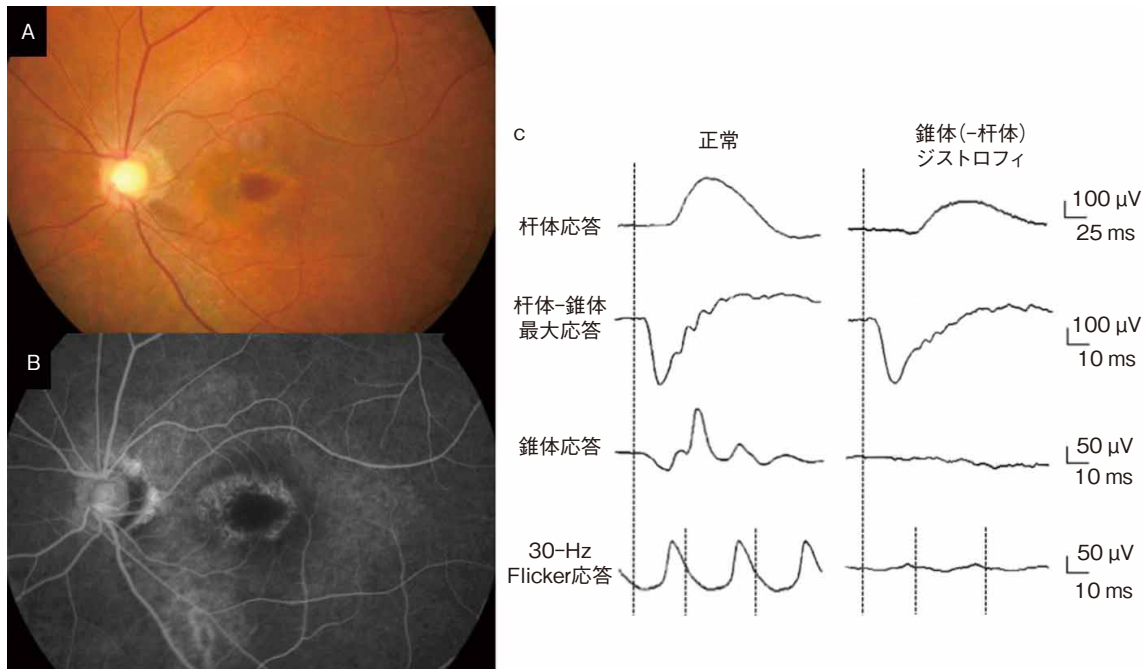 A
B
c
正常
錐体(-杆体)
ジストロフィ
杆体応答
100 μV
25 ms
杆体-錐体
最大応答
100 μV
10 ms
錐体応答
50 μV
10 ms
30-Hz
Flicker応答
50 μV
10 ms